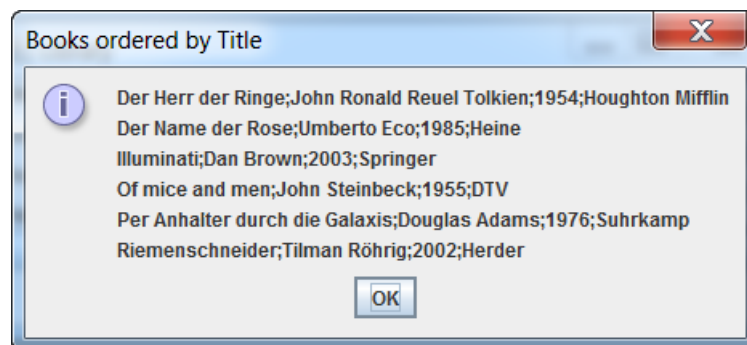 Books ordered by Title
Der Herr der Ringe;John Ronald Reuel Tolkien;1954;Houghton Mifflin
Der Name der Rose;Umberto Eco;1985;Heine
Illuminati;Dan Brown;2003;Springer
Of mice and men;John Steinbeck;1955;DTV
Per Anhalter durch die Galaxis;Douglas Adams;1976;Suhrkamp
Riemenschneider;Tilman Röhrig;2002;Herder
OK